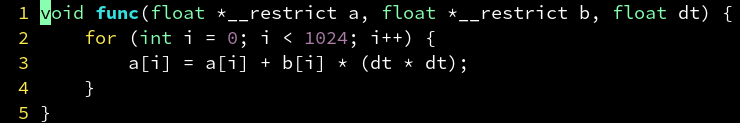 1 void func(float *__restrict a, float *__restrict b, float dt) {
2     for (int i = 0; i < 1024; i++) {
3         a[i] = a[i] + b[i] * (dt * dt);
4     }
5 }